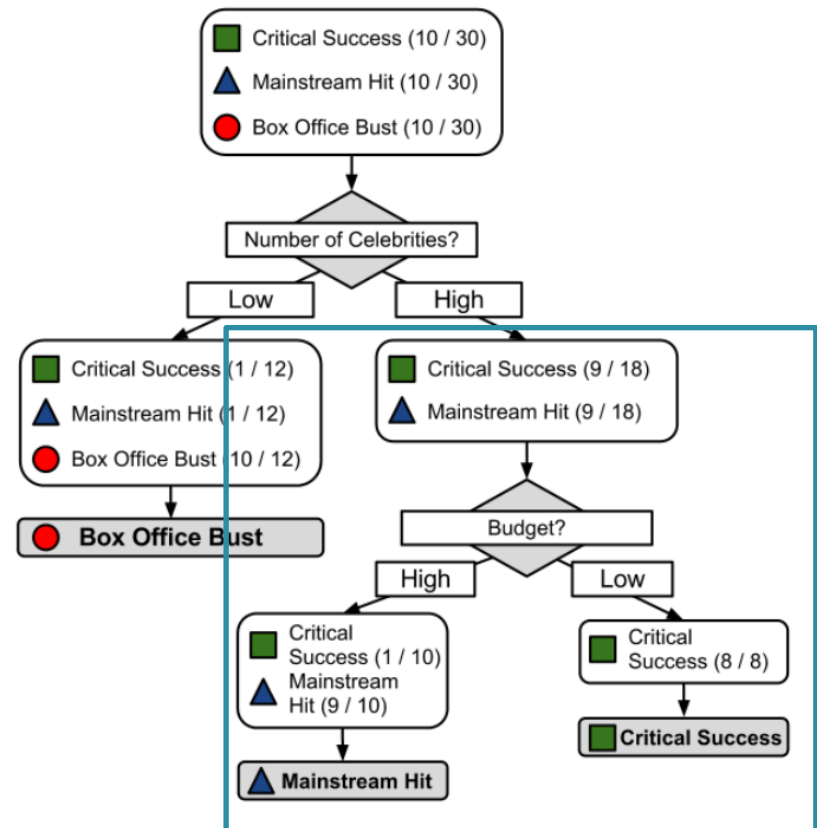 Critical Success (10 / 30)
Mainstream Hit (10 / 30)
Box Office Bust (10 / 30)
Number of Celebrities?
Low
High
Critical Success (1 / 12)
Mainstream Hit (1 / 12)
Box Office Bust (10 / 12)
Box Office Bust
Critical Success (9 / 18)
Mainstream Hit (9 / 18)
Budget?
High
Low
Critical
Success (1 / 10)
Mainstream
Hit (9 / 10)
Mainstream Hit
Critical
Success (8 / 8)
Critical Success